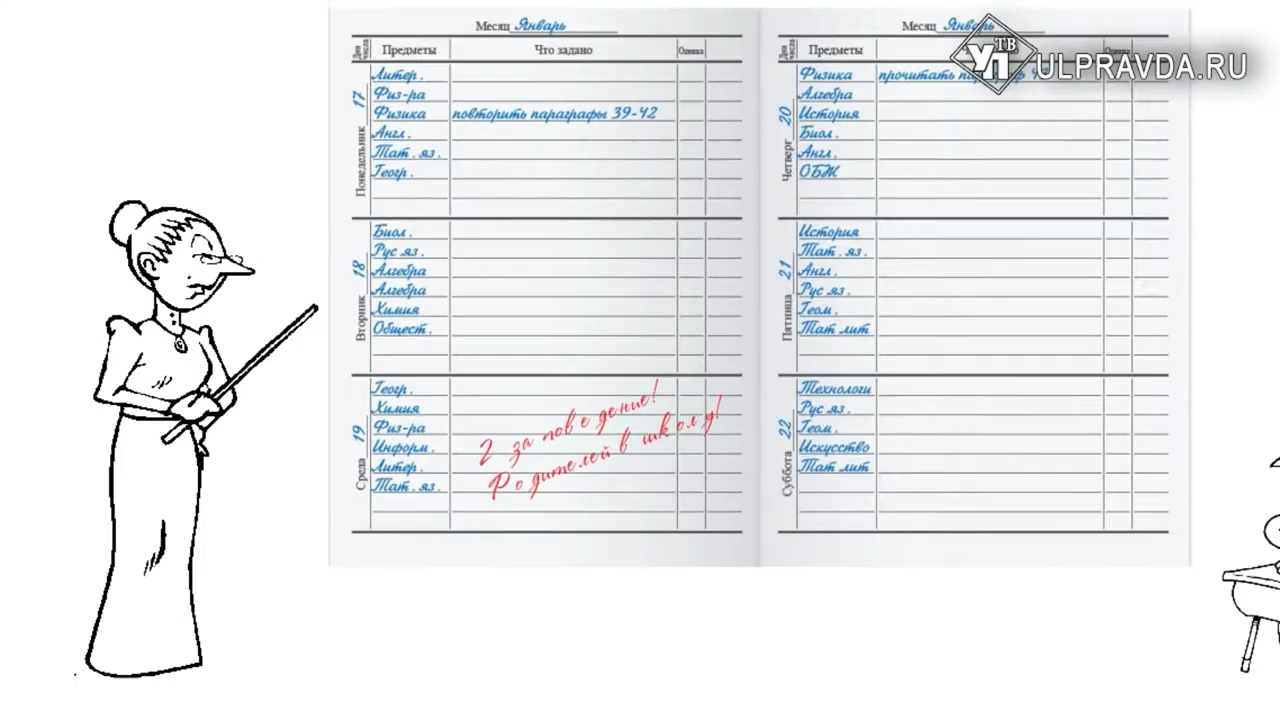 Месяц Январь
Дни числа Предметы Что задано Оценка
Понедельник 17
Литер.
Физ-ра
Физика повторить параграфы 39-42
Англ.
Тат. яз.
Геогр.
Вторник 18
Биол.
Рус яз.
Алгебра
Алгебра
Химия
Общест.
Среда 19
Геогр.
Химия
Физ-ра
Информ.
Литер.
Тат. яз.
2 за поведение!
Родителей в школу!
Месяц Январь
Дни числа Предметы
Четверг 20
Физика прочитать
Алгебра
История
Биол.
Англ.
ОБЖ
Пятница 21
История
Тат. яз.
Англ.
Рус яз.
Геом.
Тат лит
Суббота 22
Технологи
Рус яз.
Геом.
Искусство
Тат лит
УП ТВ ULPRAVDA.RU